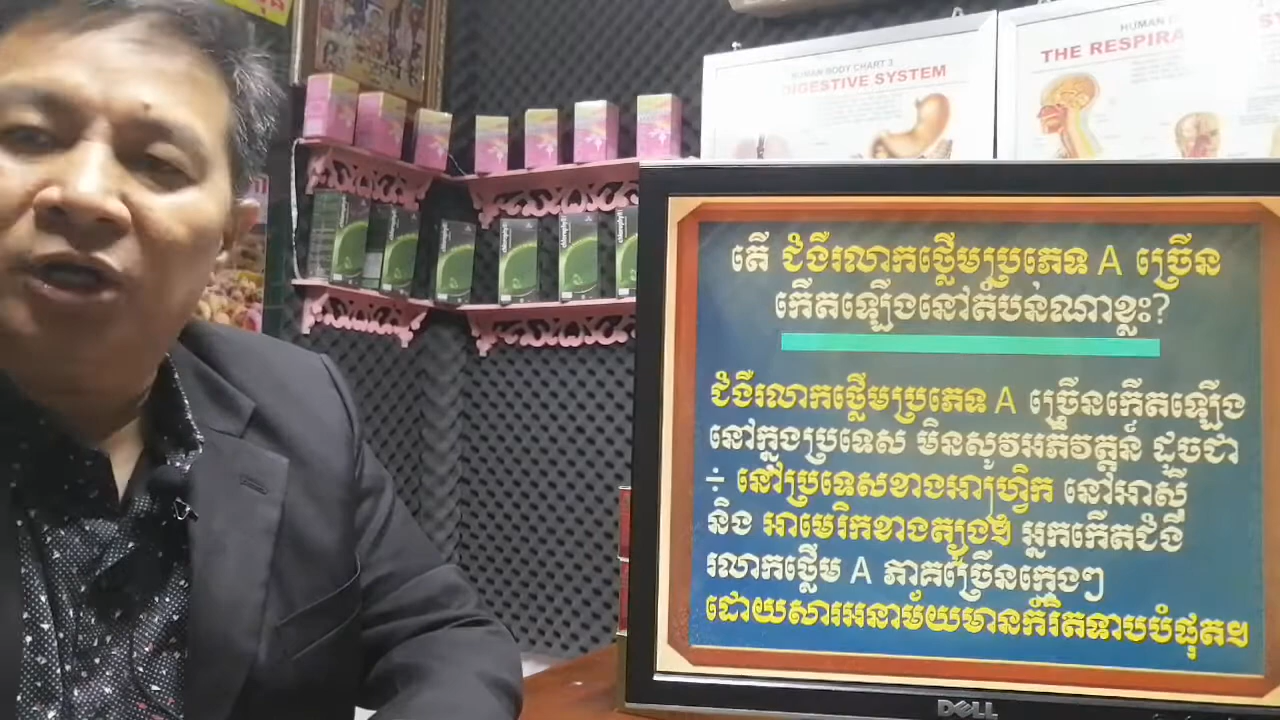 HUMAN BODY CHART 3
DIGESTIVE SYSTEM
HUMAN
THE RESPIRA
តើ ជំងឺរលាកថ្លើមប្រភេទ A ច្រើន
កើតឡើងនៅតំបន់ណាខ្លះ?
ជំងឺរលាកថ្លើមប្រភេទ A ច្រើនកើតឡើង
នៅក្នុងប្រទេស មិនសូវអភិវឌ្ឍន៍ ដូចជា
÷ នៅប្រទេសខាងអាហ្វ្រិក នៅអាស៊ី
និង អាមេរិកខាងត្បូង។ អ្នកកើតជំងឺ
រលាកថ្លើម A ភាគច្រើនក្មេងៗ
ដោយសារអនាម័យមានកំរិតទាបបំផុត។
DELL